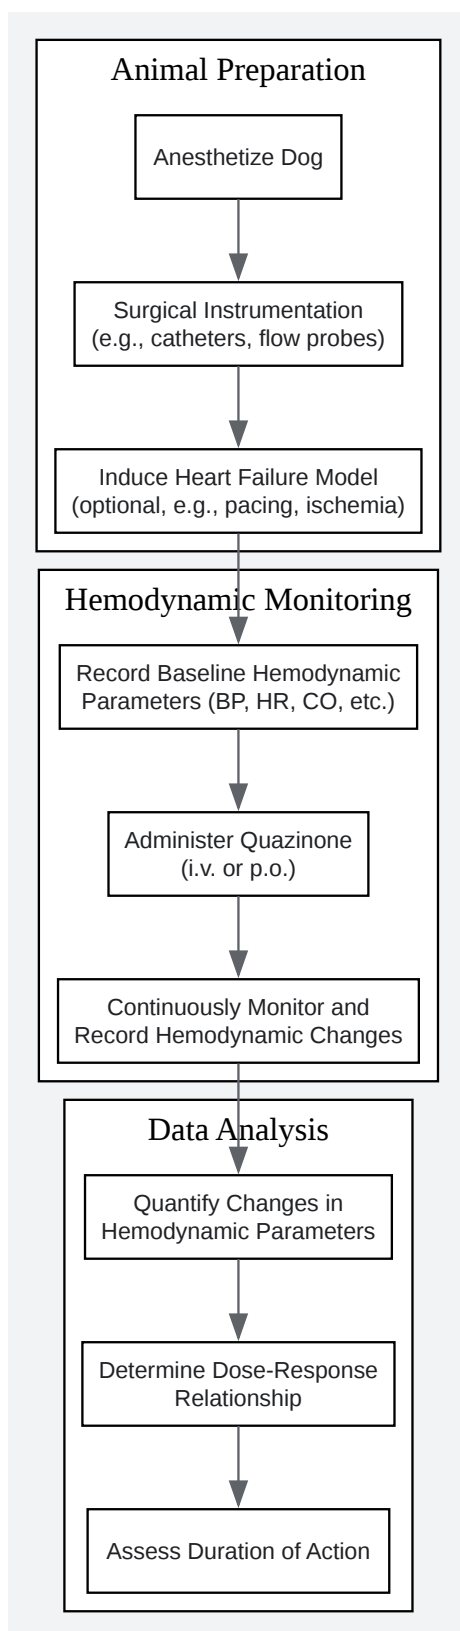 Animal Preparation
Anesthetize Dog
Surgical Instrumentation
(e.g., catheters, flow probes)
Induce Heart Failure Model
(optional, e.g., pacing, ischemia)
Hemodynamic Monitoring
Record Baseline Hemodynamic
Parameters (BP, HR, CO, etc.)
Administer Quazinone
(i.v. or p.o.)
Continuously Monitor and
Record Hemodynamic Changes
Data Analysis
Quantify Changes in
Hemodynamic Parameters
Determine Dose-Response
Relationship
Assess Duration of Action